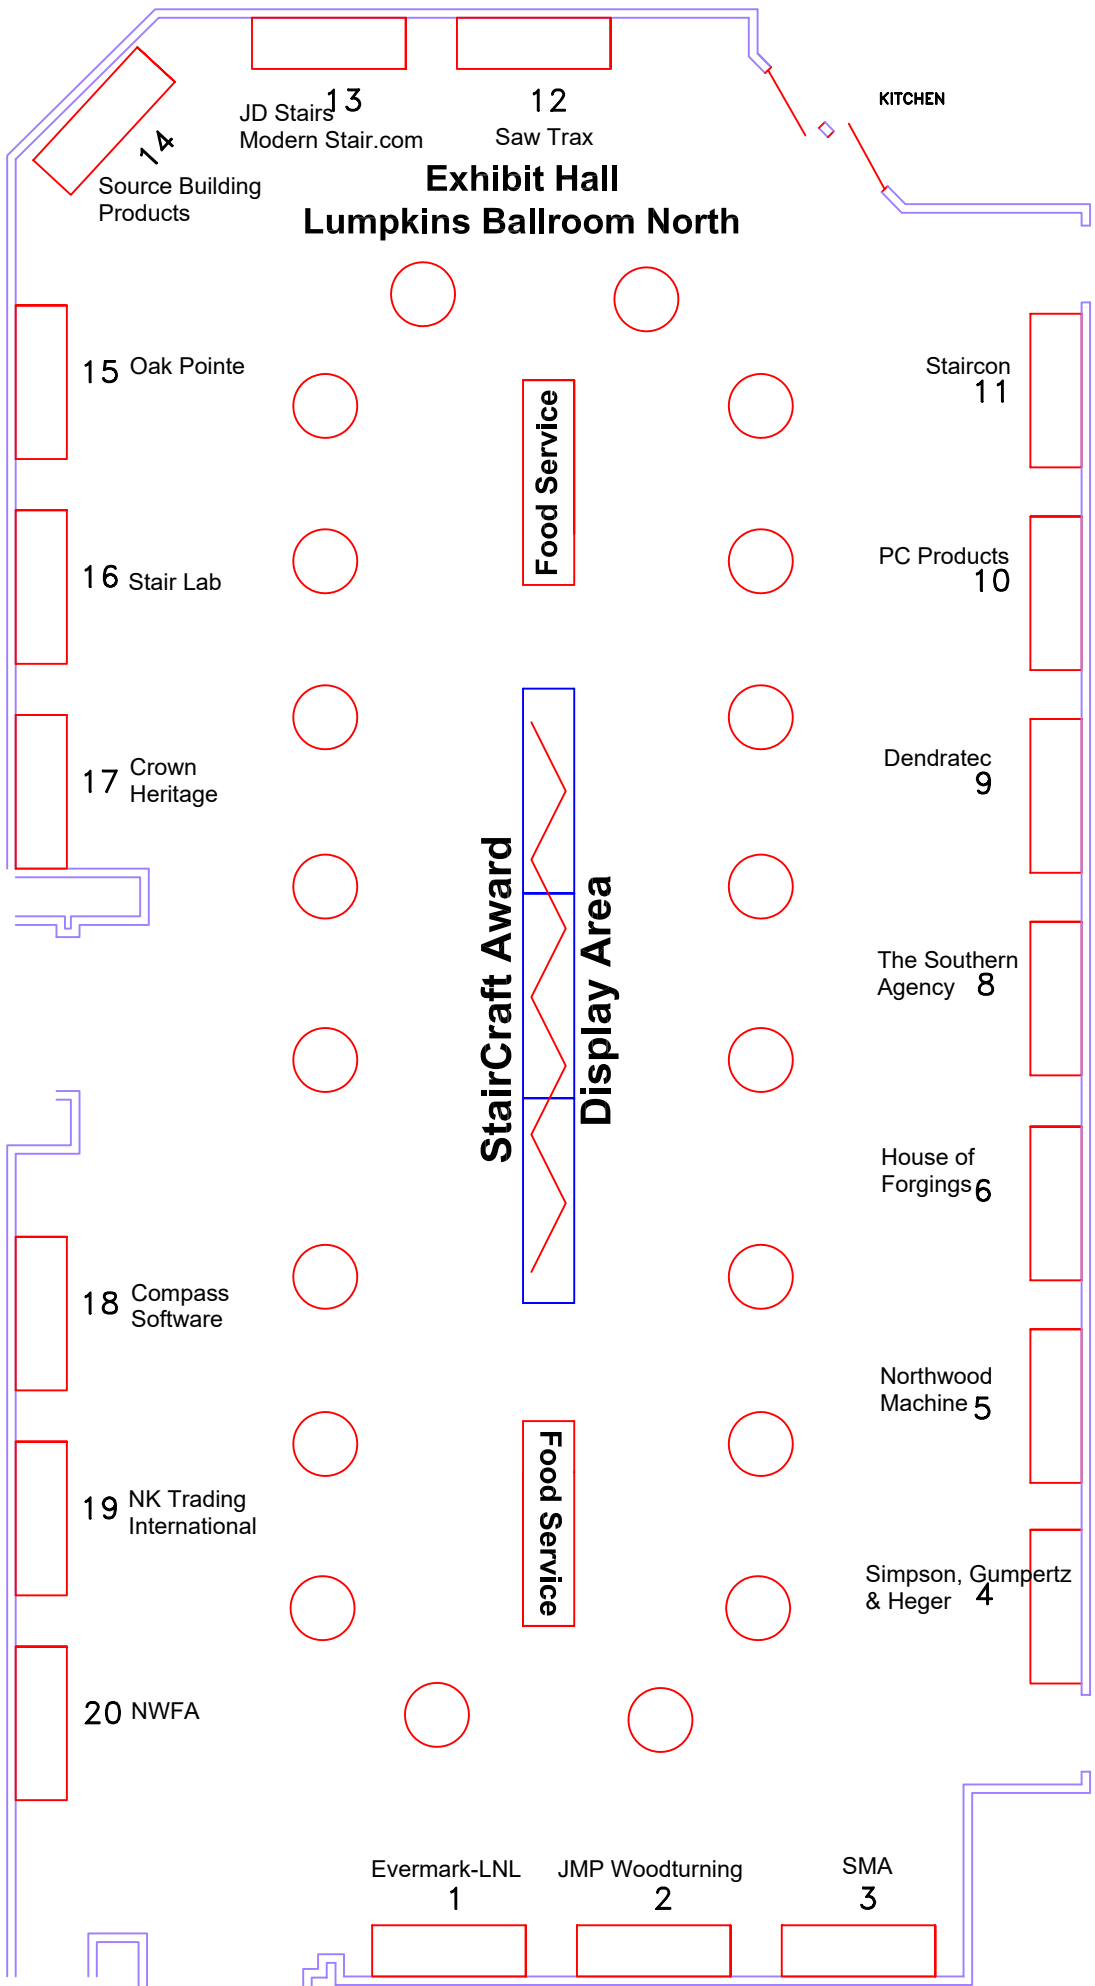 KITCHEN
13
JD Stairs
Modern Stair.com
12
Saw Trax
14
Source Building
Products
Exhibit Hall
Lumpkins Ballroom North
15 Oak Pointe
Food Service
Staircon
11
16 Stair Lab
PC Products
10
17 Crown
Heritage
Dendratec
9
StairCraft Award
Display Area
The Southern
Agency 8
House of
Forgings 6
18 Compass
Software
Northwood
Machine 5
19 NK Trading
International
Food Service
Simpson, Gumpertz
& Heger 4
20 NWFA
Evermark-LNL
1
JMP Woodturning
2
SMA
3